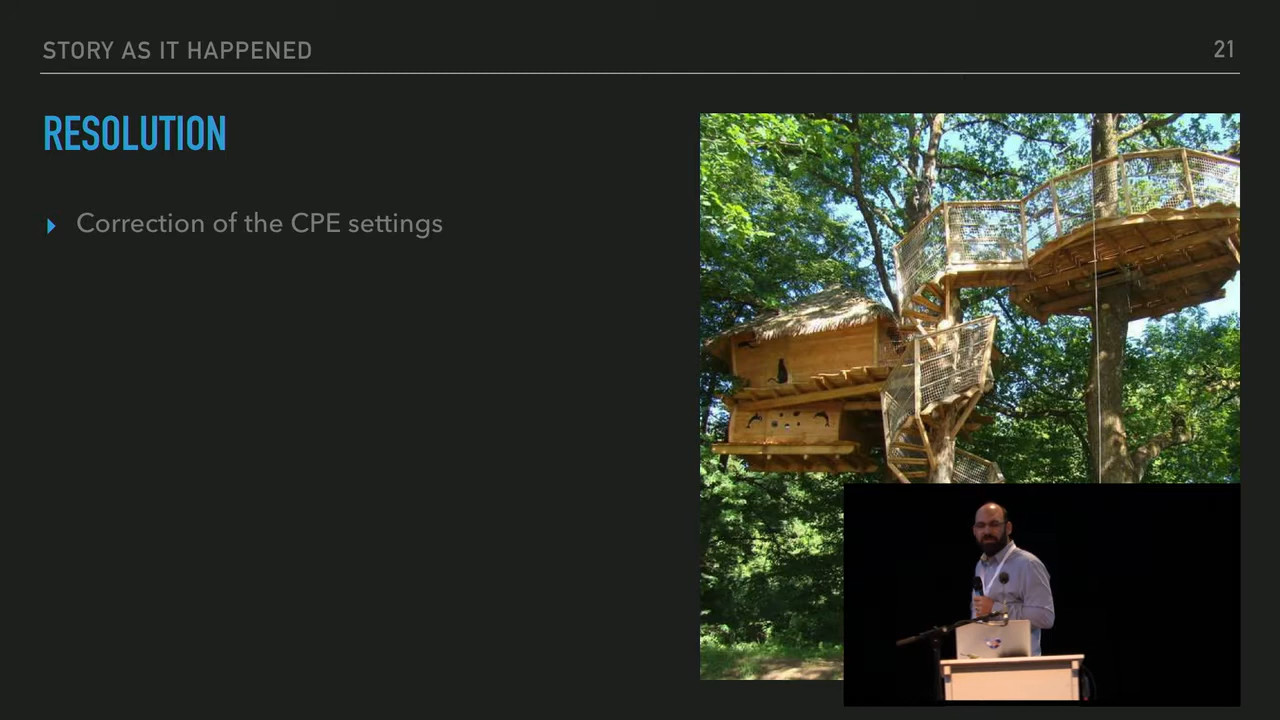 STORY AS IT HAPPENED
21
RESOLUTION
Correction of the CPE settings